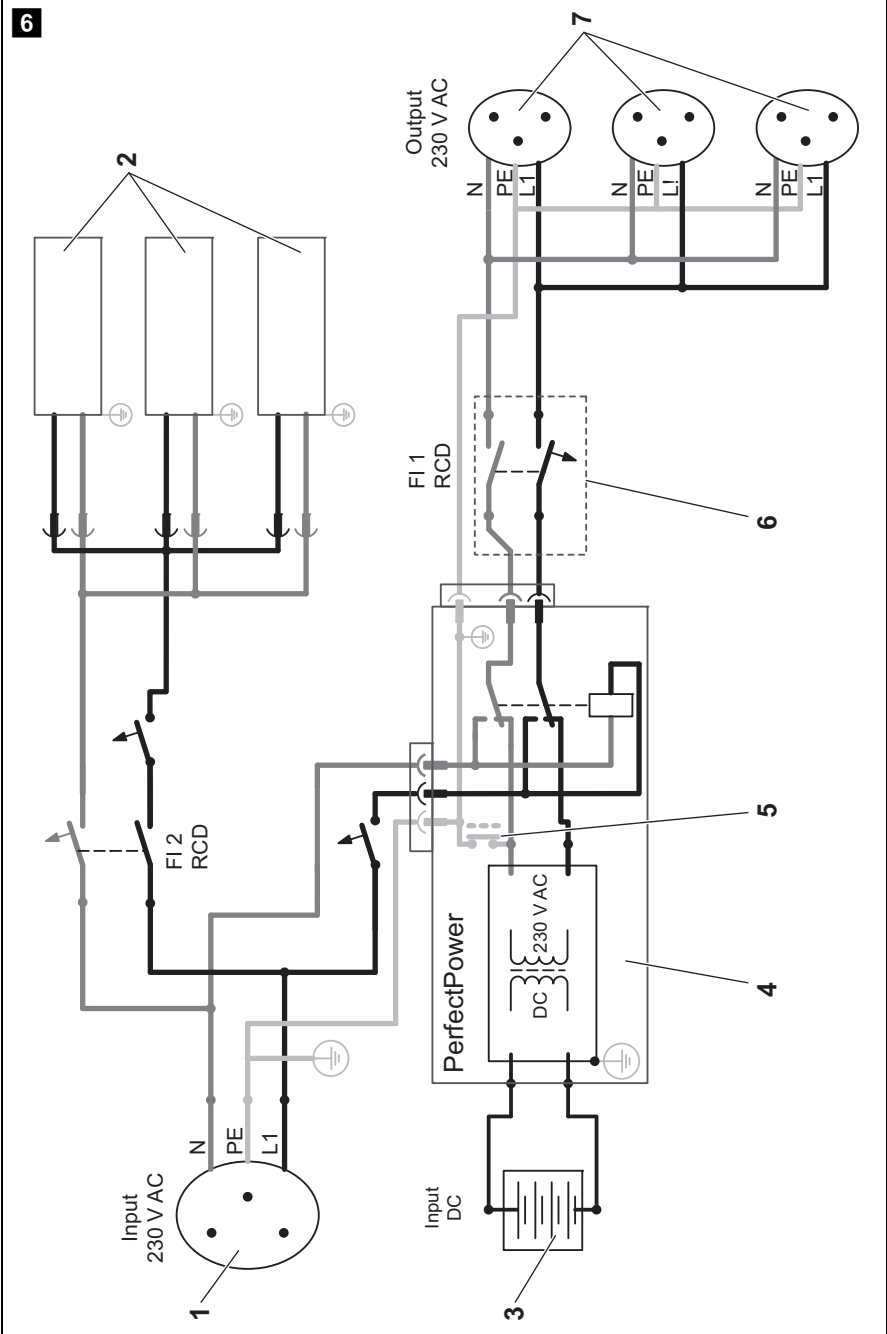 6
Input
230 V AC
1
N
PE
L1
FI 2
RCD
2
Input
DC
3
PerfectPower
DC
230 V AC
4
5
FI 1
RCD
6
Output
230 V AC
N
PE
L1
N
PE
L!
N
PE
L1
7